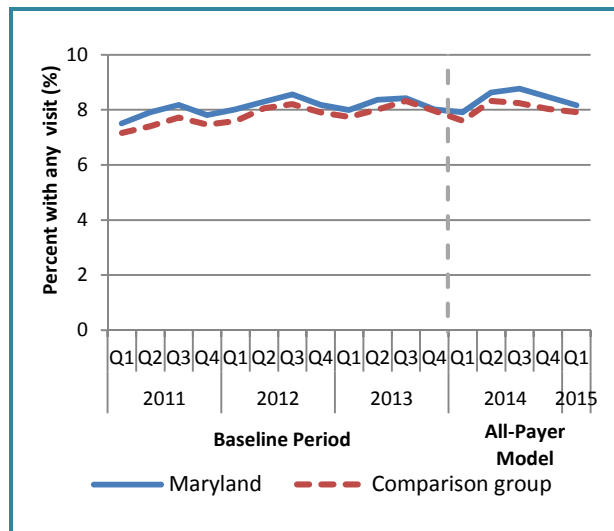 Percent with any visit (%)
10
8
6
4
2
0
Q1 Q2 Q3 Q4 Q1 Q2 Q3 Q4 Q1 Q2 Q3 Q4 Q1 Q2 Q3 Q4 Q1
2011 2012 2013 2014 2015
Baseline Period All-Payer
Model
Maryland Comparison group